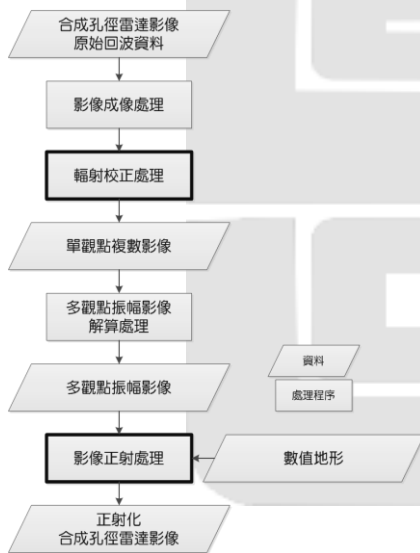 合成孔徑雷達影像
原始回波資料
影像成像處理
輻射校正處理
單觀點複數影像
多觀點振幅影像
解算處理
多觀點振幅影像
資料
處理程序
影像正射處理
數值地形
正射化
合成孔徑雷達影像